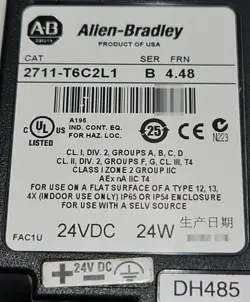 AB
Allen-Bradley
PRODUCT OF USA
CAT SER FRN
2711-T6C2L1 B 4.48
c UL US LISTED
A196
IND. CONT. EQ.
FOR HAZ. LOC.
25
N223
CL. I, DIV. 2, GROUPS A, B, C, D
CL. II, DIV. 2, GROUPS F, G, CL. III, T4
CLASS I ZONE 2 GROUP IIC
AEx nA IIC T4
FOR USE ON A FLAT SURFACE OF A TYPE 12, 13,
4X (INDOOR USE ONLY) IP65 OR IP54 ENCLOSURE
FOR USE W/ SELV SOURCE
FAC1U 24VDC 24W 生产日期
24V DC
+ -
DH485